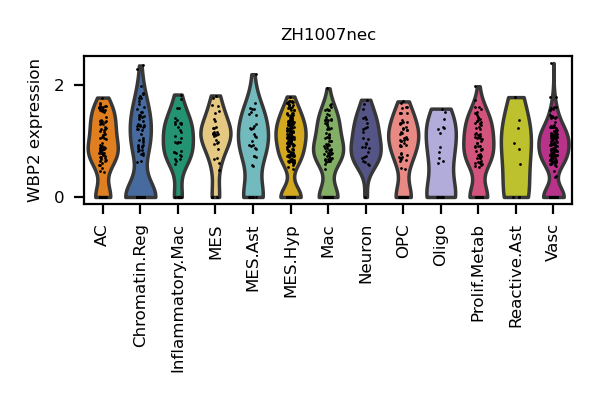 ZH1007nec
WBP2 expression
2
0
AC
Chromatin.Reg
Inflammatory.Mac
MES
MES.Ast
MES.Hyp
Mac
Neuron
OPC
Oligo
Prolif.Metab
Reactive.Ast
Vasc